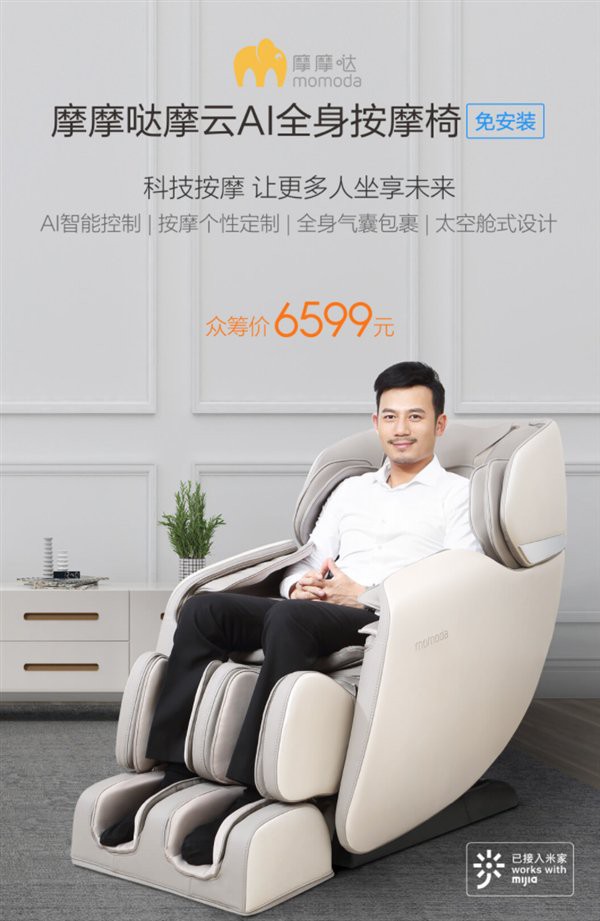 摩摩哒
momoda
摩摩哒摩云AI全身按摩椅 免安装
科技按摩 让更多人坐享未来
AI智能控制 | 按摩个性定制 | 全身气囊包裹 | 太空舱式设计
众筹价6599元
momoda
已接入米家
works with
mijia